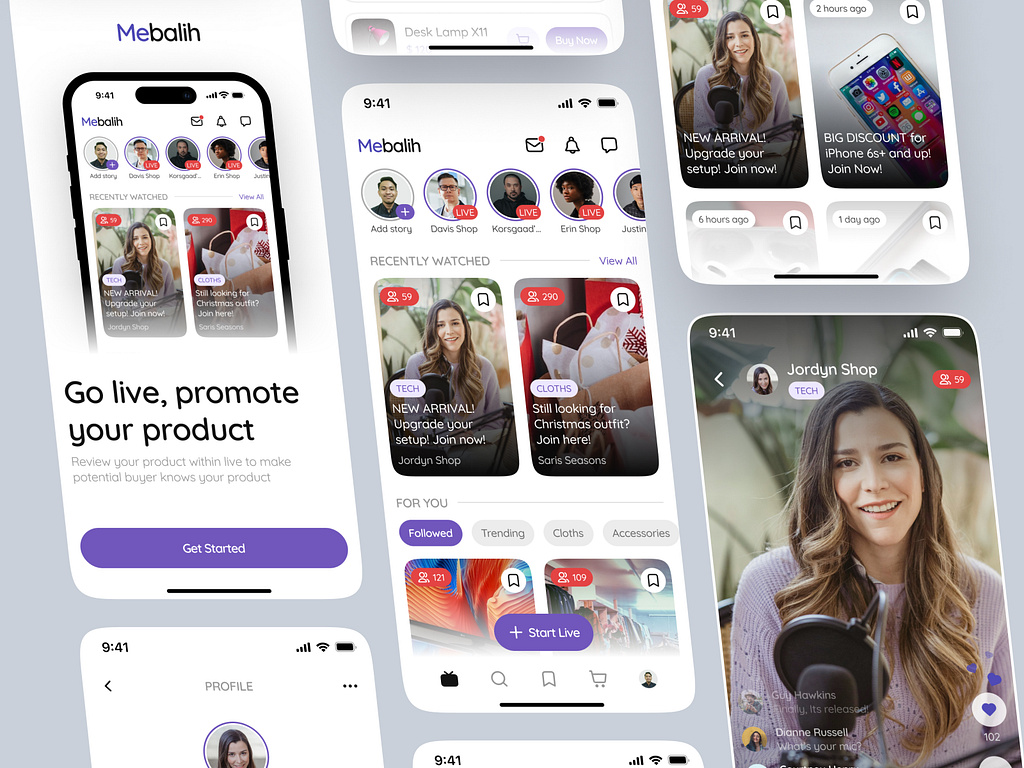 Mebalih
9:41
Mebalih
Add story
Davis Shop
LIVE
Korsgaad'...
LIVE
Erin Shop
LIVE
Justin
RECENTLY WATCHED
View All
59
TECH
NEW ARRIVAL!
Upgrade your
setup! Join now!
Jordyn Shop
290
CLOTHS
Still looking for
Christmas outfit?
Join here!
Saris Seasons
Go live, promote
your product
Review your product within live to make
potential buyer knows your product
Get Started
9:41
PROFILE
Desk Lamp X11
Buy Now
9:41
Mebalih
Add story
LIVE
Davis Shop
LIVE
Korsgaad'...
LIVE
Erin Shop
Justin
RECENTLY WATCHED
View All
59
TECH
NEW ARRIVAL!
Upgrade your
setup! Join now!
Jordyn Shop
290
CLOTHS
Still looking for
Christmas outfit?
Join here!
Saris Seasons
FOR YOU
Followed
Trending
Cloths
Accessories
121
109
Start Live
9:41
59
NEW ARRIVAL!
Upgrade your
setup! Join now!
2 hours ago
BIG DISCOUNT for
iPhone 6s+ and up!
Join Now!
6 hours ago
1 day ago
9:41
Jordyn Shop
TECH
59
Guy Hawkins
Finally, Its released!
Dianne Russell
What's your mic?
102